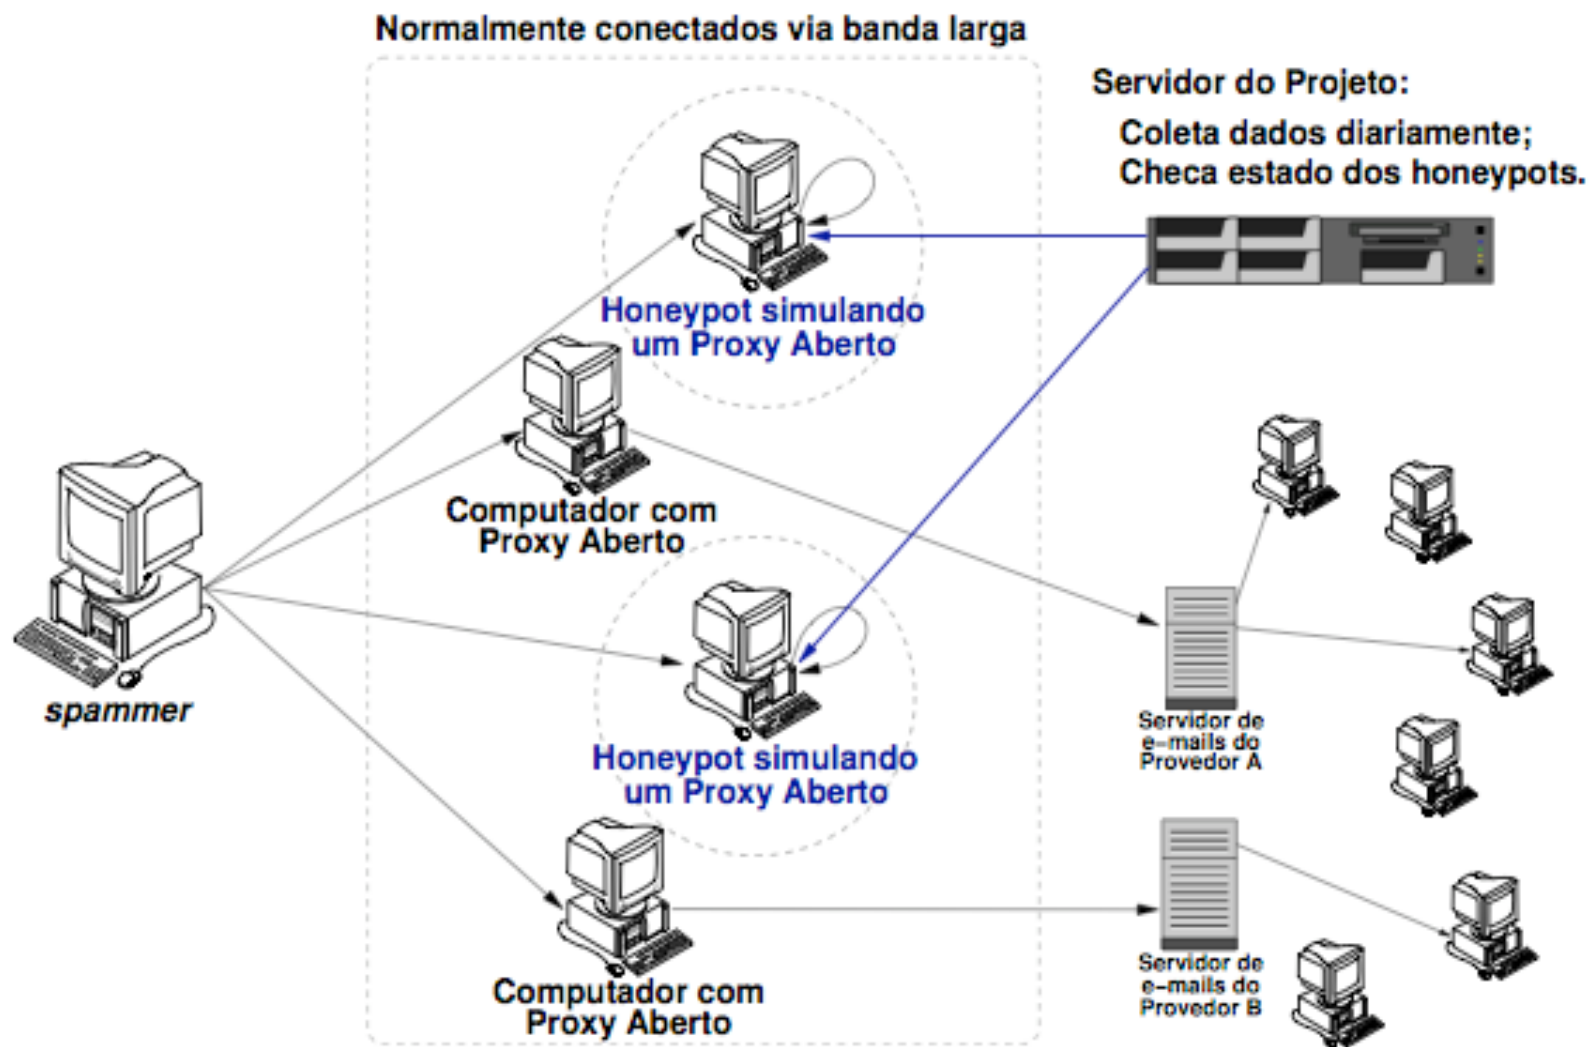 Normalmente conectados via banda larga
Servidor do Projeto:
Coleta dados diariamente;
Checa estado dos honeypots.
Honeypot simulando
um Proxy Aberto
Computador com
Proxy Aberto
spammer
Honeypot simulando
um Proxy Aberto
Servidor de
e-mails do
Provedor A
Computador com
Proxy Aberto
Servidor de
e-mails do
Provedor B